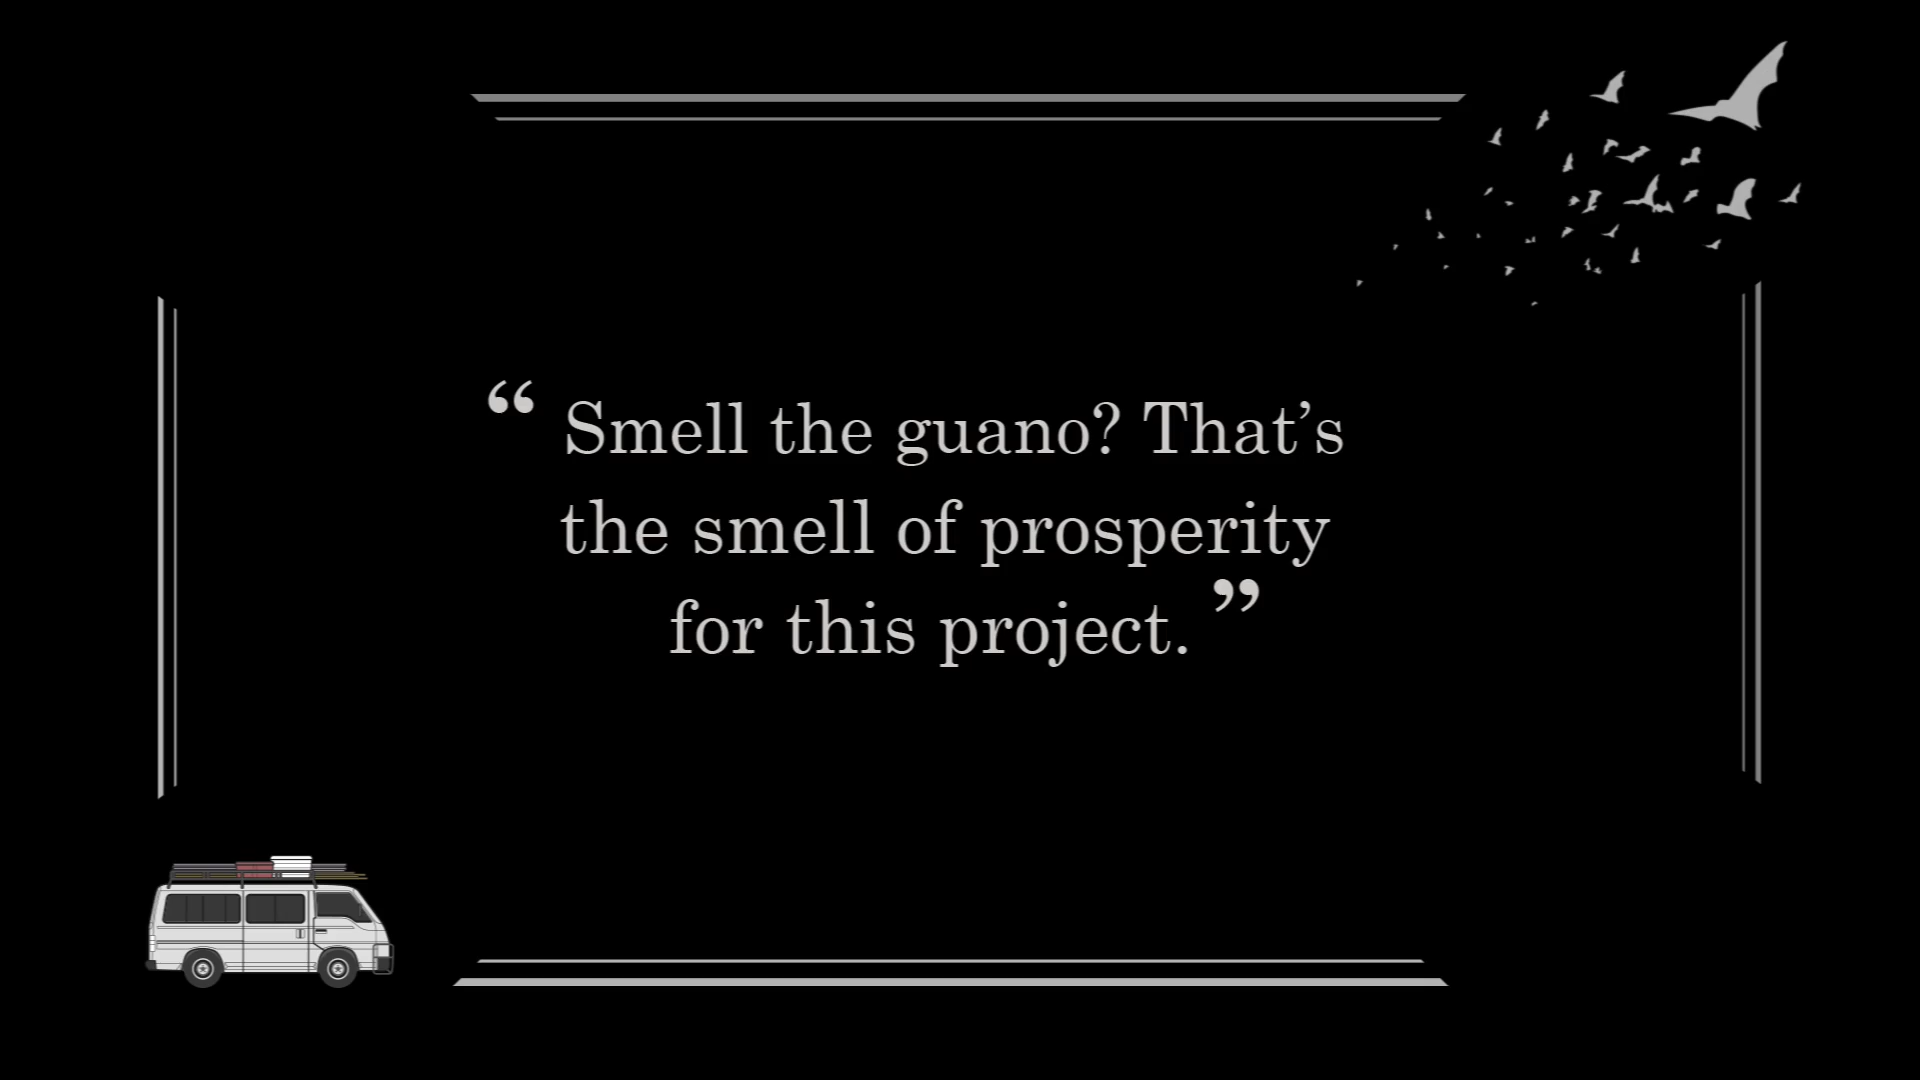 “ Smell the guano? That’s
the smell of prosperity
for this project. ”